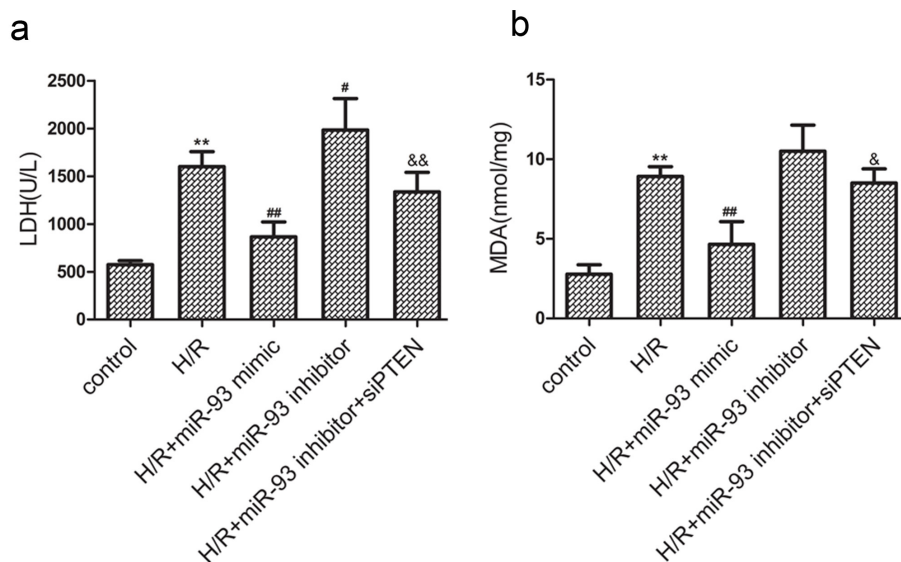 a
LDH(U/L)
2500
2000
1500
1000
500
0
**
##
#
&&
control
H/R
H/R+miR-93 mimic
H/R+miR-93 inhibitor
H/R+miR-93 inhibitor+siPTEN
b
MDA(nmol/mg)
15
10
5
0
**
##
&
control
H/R
H/R+miR-93 mimic
H/R+miR-93 inhibitor
H/R+miR-93 inhibitor+siPTEN